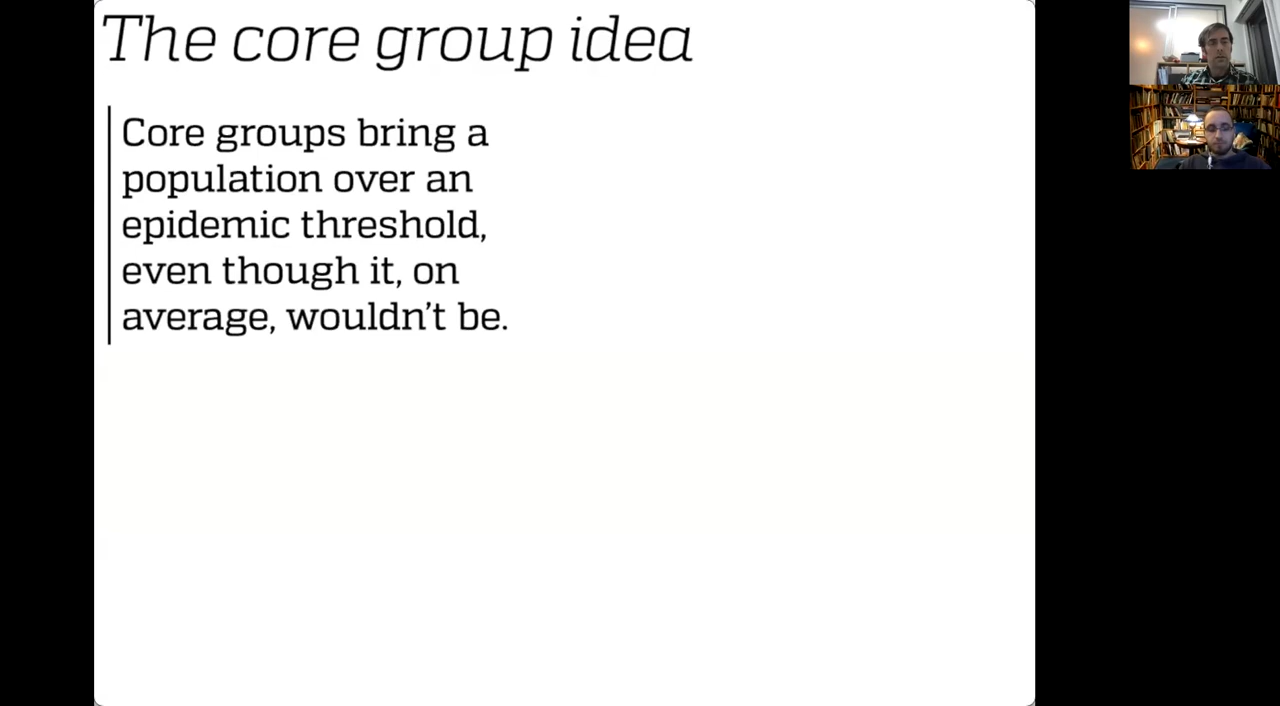 The core group idea
Core groups bring a
population over an
epidemic threshold,
even though it, on
average, wouldn’t be.